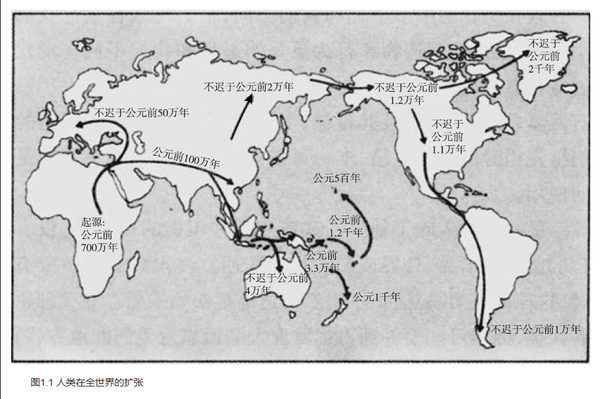 不迟于
公元前
2千年
不迟于公元前2万年
不迟于公元前
1.2万年
不迟于公元前50万年
不迟于
公元前
1.1万年
公元前100万年
公元5百年
起源:
公元前
700万年
公元前
1.2千年
公元前
3.3万年
不迟于公元前
4万年
公元1千年
不迟于公元前1万年
图1.1 人类在全世界的扩张